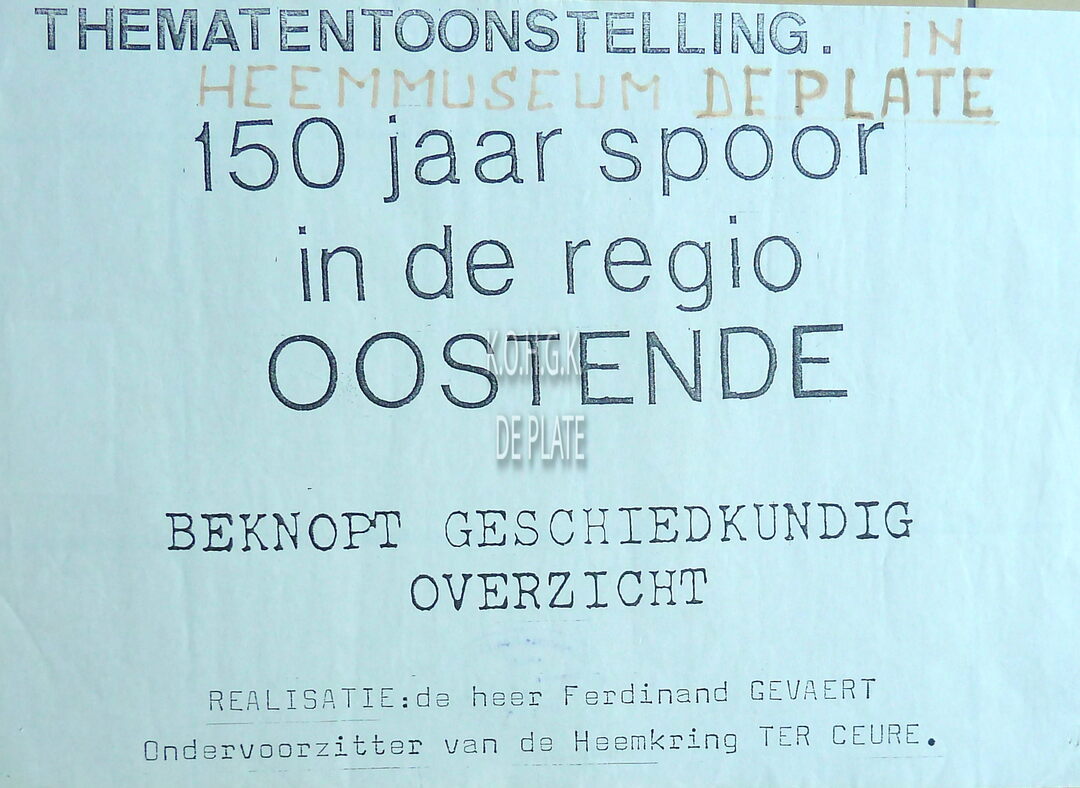 THEMATENTOONSTELLING. IN
HEEMMUSEUM DE PLATE
150 jaar spoor
in de regio
OOSTENDE
K.O.H.G.K.
DE PLATE
BEKNOPT GESCHIEDKUNDIG
OVERZICHT
REALISATIE:de heer Ferdinand GEVAERT
Ondervoorzitter van de Heemkring TER CEURE.